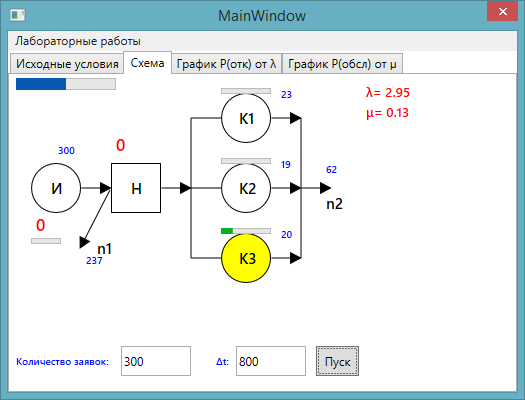 MainWindow
Лабораторные работы
Исходные условия Схема График P(отк) от λ График P(обсл) от μ
λ= 2.95
μ= 0.13
23
К1
300
0
19
62
И
Н
К2
n2
0
20
n1
237
К3
Количество заявок: 300 Δt: 800 Пуск